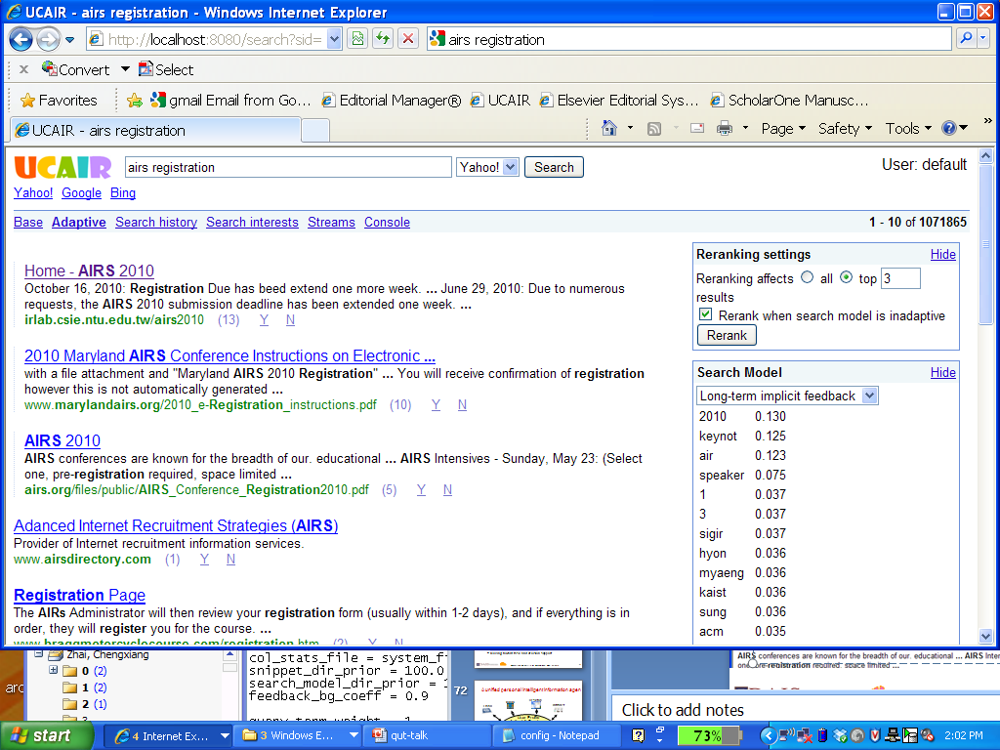 UCAIR - airs registration - Windows Internet Explorer
http://localhost:8080/search?sid=
airs registration
Convert Select
Favorites gmail Email from Go... Editorial Manager® UCAIR Elsevier Editorial Sys... ScholarOne Manusc...
UCAIR - airs registration
Page Safety Tools »
UCAIR airs registration Yahoo! Search User: default
Yahoo! Google Bing
Base Adaptive Search history Search interests Streams Console 1 - 10 of 1071865
Home - AIRS 2010
October 16, 2010: Registration Due has beed extend one more week. ... June 29, 2010: Due to numerous
requests, the AIRS 2010 submission deadline has been extended one week. ...
irlab.csie.ntu.edu.tw/airs2010 (13) Y N
2010 Maryland AIRS Conference Instructions on Electronic ...
with a file attachment and "Maryland AIRS 2010 Registration" ... You will receive confirmation of registration
however this is not automatically generated ...
www.marylandairs.org/2010_e-Registration_instructions.pdf (10) Y N
AIRS 2010
AIRS conferences are known for the breadth of our. educational ... AIRS Intensives - Sunday, May 23: (Select
one, pre-registration required, space limited ...
airs.org/files/public/AIRS_Conference_Registration2010.pdf (5) Y N
Adanced Internet Recruitment Strategies (AIRS)
Provider of Internet recruitment information services.
www.airsdirectory.com (1) Y N
Registration Page
The AIRs Administrator will then review your registration form (usually within 1-2 days), and if everything is in
order, they will register you for the course. ...
www.braggmotorcyclecourse.com/registration.htm (2) Y N
Reranking settings Hide
Reranking affects all top 3
results
Rerank when search model is inadaptive
Rerank
Search Model Hide
Long-term implicit feedback
2010 0.130
keynot 0.125
air 0.123
speaker 0.075
1 0.037
3 0.037
sigir 0.037
hyon 0.036
myaeng 0.036
kaist 0.036
sung 0.036
acm 0.035
Zhai, Chengxiang
0 (2)
1 (2)
2 (1)
arc
col_stats_file = system_f
snippet_dir_prior = 100.0
search_model_dir_prior =
feedback_bg_coeff = 0.9
72
A unified personal intelligent information agent
AIRS conferences are known for the breadth of our. educational ... AIRS Inten
one, pre-registration required, space limited ...
Click to add notes
start 4 Internet Ex... 3 Windows E... qut-talk config - Notepad 73% 2:02 PM